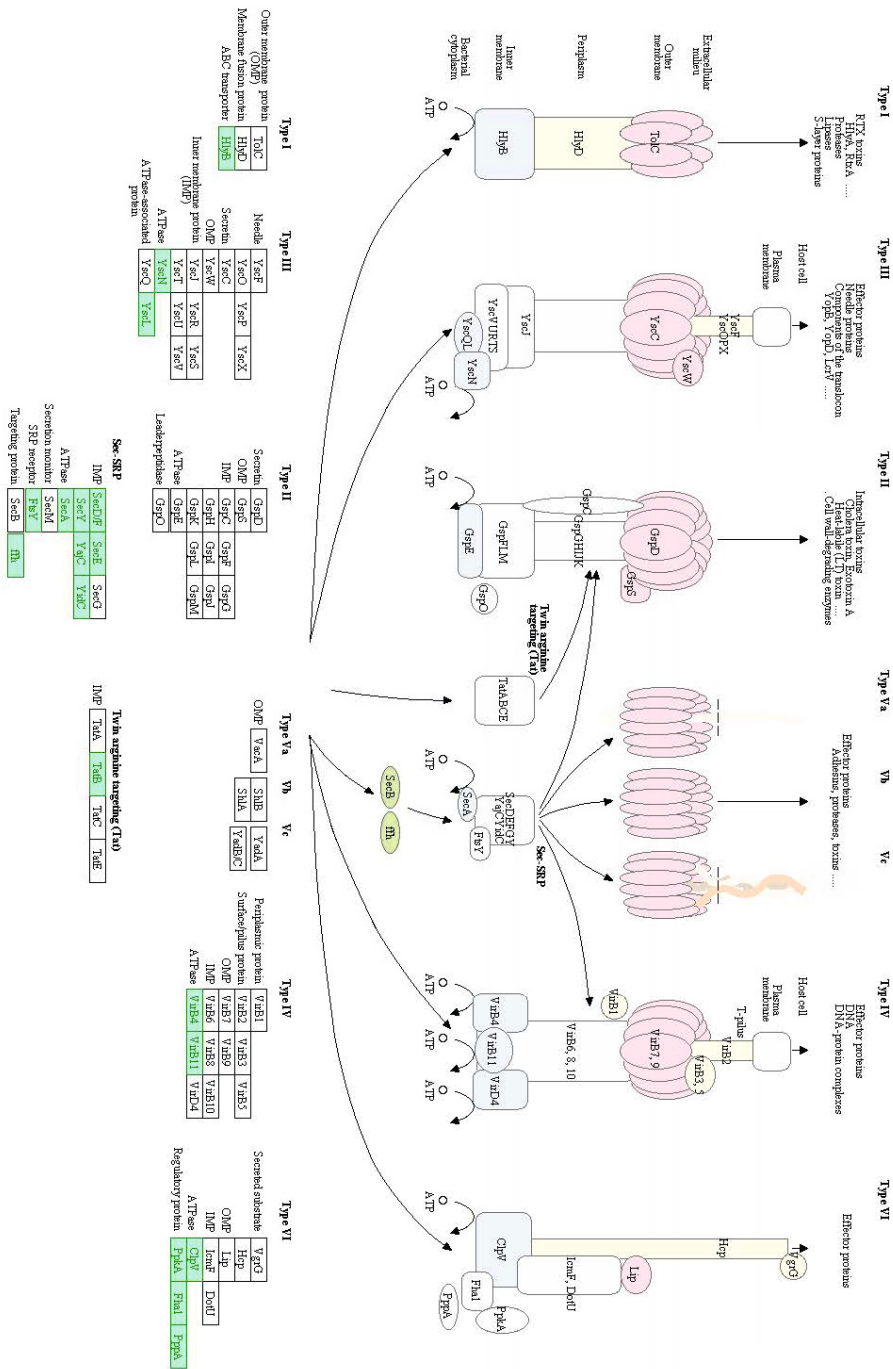 Type I
Type III
Type II
Type Va
Vb
Vc
Type IV
Type VI
RTX toxins
HlyA, RtxA .....
Proteases
Lipases
S-layer proteins
Effector proteins
Needle proteins
Components of the translocon
YopB, YopD, LcrV .....
Intracellular toxins
Cholera toxin, Exotoxin A
Heat-labile (LT) toxin .....
Cell wall-degrading enzymes
Effector proteins
Adhesins, proteases, toxins .....
Effector proteins
DNA
DNA-protein complexes
Effector proteins
Host cell
Plasma
membrane
Host cell
Plasma
membrane
T-pilus
Extracellular
milieu
Outer
membrane
Periplasm
Inner
membrane
Bacterial
cytoplasm
TolC
HlyD
HlyB
ATP
YscF
YscOPX
YscC
YscW
YscJ
YscVURTS
YscQL
YscN
ATP
GspD
GspS
GspC
GspGHIJK
GspFLM
GspE
GspO
ATP
Twin arginine
targeting (Tat)
TatABCE
SecDEFGY
YajCYidC
SecA
FtsY
ATP
Sec-SRP
SecB
ffh
VirB2
VirB3, 5
VirB7, 9
VirB1
VirB6, 8, 10
VirB4
VirB11
VirD4
ATP
ATP
ATP
VgrG
Hcp
Lip
IcmF, DotU
ClpV
Fha1
PpkA
PppA
ATP
Type I
Outer membrane protein
(OMP)
TolC
Membrane fusion protein
HlyD
ABC transporter
HlyB
Type III
Needle
YscF
YscO YscP YscX
Secretin
YscC
OMP
YscW
Inner membrane protein
(IMP)
YscJ YscR YscS
YscT YscU YscV
ATPase
YscN
ATPase-associated
protein
YscQ YscL
Type II
Secretin
GspD
OMP
GspS
IMP
GspC GspF GspG
GspH GspI GspJ
GspK GspL GspM
ATPase
GspE
Leaderpeptidase
GspO
Type Va
Vb
Vc
OMP
VacA
ShlB
YadA
ShlA
YadB/C
Type IV
Periplasmic protein
VirB1
Surface/pilus protein
VirB2 VirB3 VirB5
OMP
VirB7 VirB9
IMP
VirB6 VirB8 VirB10
ATPase
VirB4 VirB11 VirD4
Type VI
Secreted substrate
VgrG
Hcp
OMP
Lip
IMP
IcmF DotU
ATPase
ClpV
Regulatory protein
PpkA Fha1 PppA
Sec-SRP
IMP
SecD/F SecE SecG
SecY YajC YidC
ATPase
SecA
Secretion monitor
SecM
SRP receptor
FtsY
Targeting protein
SecB ffh
Twin arginine targeting (Tat)
IMP
TatA TatB TatC TatE